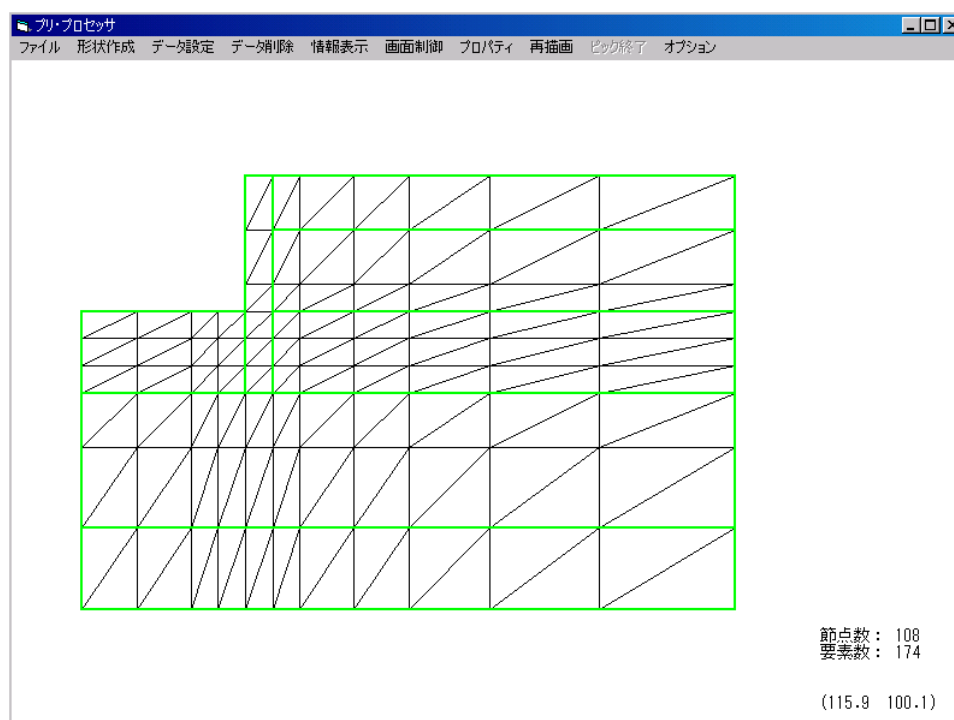 プリ・プロセッサ
ファイル 形状作成 データ設定 データ削除 情報表示 画面制御 プロパティ 再描画 ピック終了 オプション
節点数： 108
要素数： 174
(115.9 100.1)